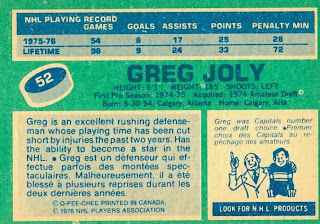 NHL PLAYING RECORD
GAMES GOALS ASSISTS POINTS PENALTY MIN
1975-76 54 8 17 25 28
LIFETIME 98 9 24 33 72
52
GREG JOLY
HEIGHT: 6'1" WEIGHT: 185 SHOOTS: LEFT
First Pro Season: 1974-75 Acquired: 1974 Amateur Draft
Born: 5-30-54 Calgary, Alberta Home: Calgary, Alta.
Greg is an excellent rushing defense-
man whose playing time has been cut
short by injuries the past two years. Has
the ability to become a star in the
NHL. • Greg est un défenseur qui ef-
fectue parfois des montées spec-
taculaires. Malheureusement, il a été
blessé à plusieurs reprises durant les
deux dernières années.
© O-PEE-CHEE PRINTED IN CANADA
© 1976 NHL PLAYERS ASSOCIATION
Greg was Capitals number
one draft choice. •Premier
choix des Capitals au re-
pêchage des amateurs.
LOOK FOR N.H.L. PRODUCTS